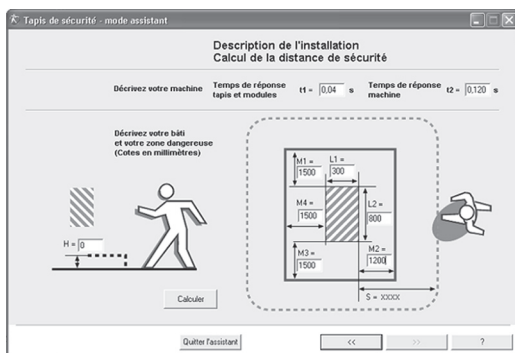 Tapis de sécurité - mode assistant
Description de l'installation
Calcul de la distance de sécurité
Décrivez votre machine
Temps de réponse
tapis et modules
t1 = 0,04 s
Temps de réponse
machine
t2 = 0,120 s
Décrivez votre bâti
et votre zone dangereuse
(Cotes en millimètres)
H = 0
Calculer
M1 =
1500
L1 =
300
M4 =
1500
L2 =
800
M3 =
1500
M2 =
1200
S = XXXX
Quitter l'assistant
<<
>>
?